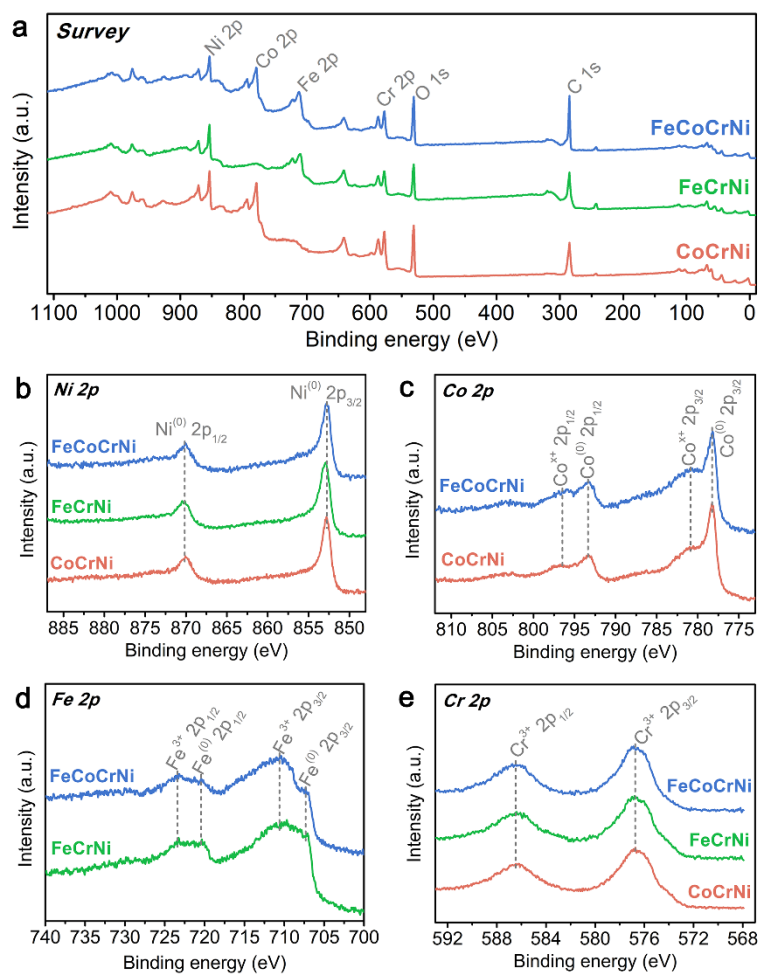 a
Survey
Ni 2p
Co 2p
Fe 2p
Cr 2p
O 1s
C 1s
FeCoCrNi
FeCrNi
CoCrNi
Intensity (a.u.)
1100 1000 900 800 700 600 500 400 300 200 100 0
Binding energy (eV)
b
Ni 2p
Ni(0) 2p1/2
Ni(0) 2p3/2
FeCoCrNi
FeCrNi
CoCrNi
Intensity (a.u.)
885 880 875 870 865 860 855 850
Binding energy (eV)
c
Co 2p
Cox+ 2p1/2
Co(0) 2p1/2
Cox+ 2p3/2
Co(0) 2p3/2
FeCoCrNi
CoCrNi
Intensity (a.u.)
810 805 800 795 790 785 780 775
Binding energy (eV)
d
Fe 2p
Fe3+ 2p1/2
Fe(0) 2p1/2
Fe3+ 2p3/2
Fe(0) 2p3/2
FeCoCrNi
FeCrNi
Intensity (a.u.)
740 735 730 725 720 715 710 705 700
Binding energy (eV)
e
Cr 2p
Cr3+ 2p1/2
Cr3+ 2p3/2
FeCoCrNi
FeCrNi
CoCrNi
Intensity (a.u.)
592 588 584 580 576 572 568
Binding energy (eV)